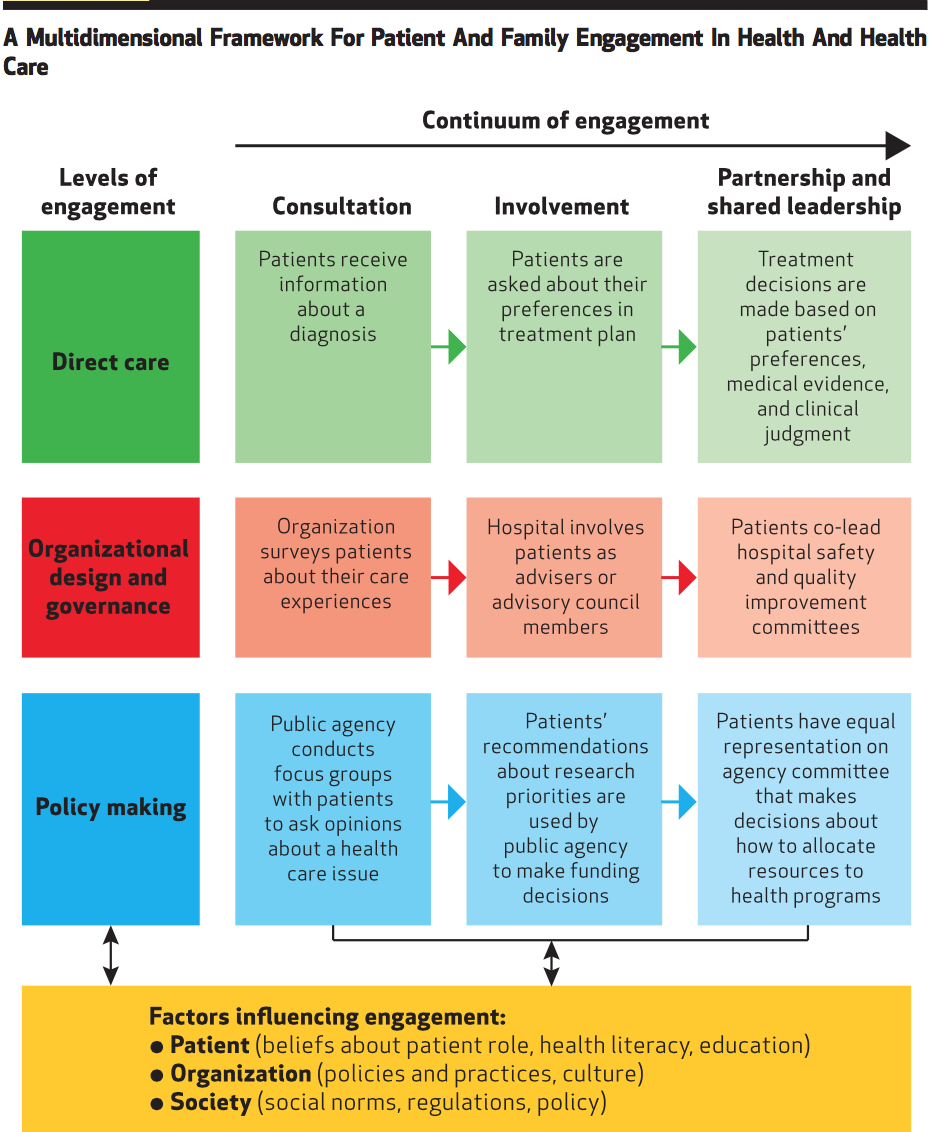 A Multidimensional Framework For Patient And Family Engagement In Health And Health
Care
Continuum of engagement
Levels of
engagement
Consultation
Involvement
Partnership and
shared leadership
Direct care
Patients receive
information
about a
diagnosis
Patients are
asked about their
preferences in
treatment plan
Treatment
decisions are
made based on
patients’
preferences,
medical evidence,
and clinical
judgment
Organizational
design and
governance
Organization
surveys patients
about their care
experiences
Hospital involves
patients as
advisers or
advisory council
members
Patients co-lead
hospital safety
and quality
improvement
committees
Policy making
Public agency
conducts
focus groups
with patients
to ask opinions
about a health
care issue
Patients’
recommendations
about research
priorities are
used by
public agency
to make funding
decisions
Patients have equal
representation on
agency committee
that makes
decisions about
how to allocate
resources to
health programs
Factors influencing engagement:
● Patient (beliefs about patient role, health literacy, education)
● Organization (policies and practices, culture)
● Society (social norms, regulations, policy)